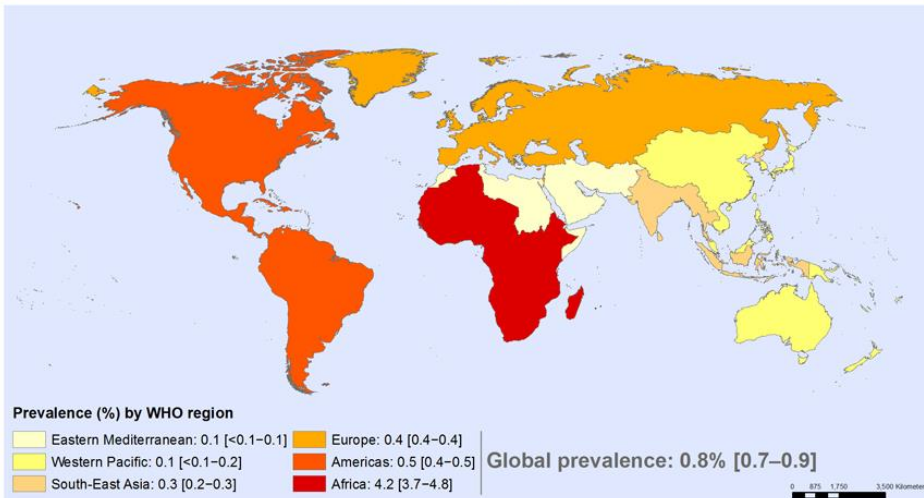 Prevalence (%) by WHO region
Eastern Mediterranean: 0.1 [<0.1–0.1]
Western Pacific: 0.1 [<0.1–0.2]
South-East Asia: 0.3 [0.2–0.3]
Europe: 0.4 [0.4–0.4]
Americas: 0.5 [0.4–0.5]
Africa: 4.2 [3.7–4.8]
Global prevalence: 0.8% [0.7–0.9]
0 875 1,750 3,500 Kilometer